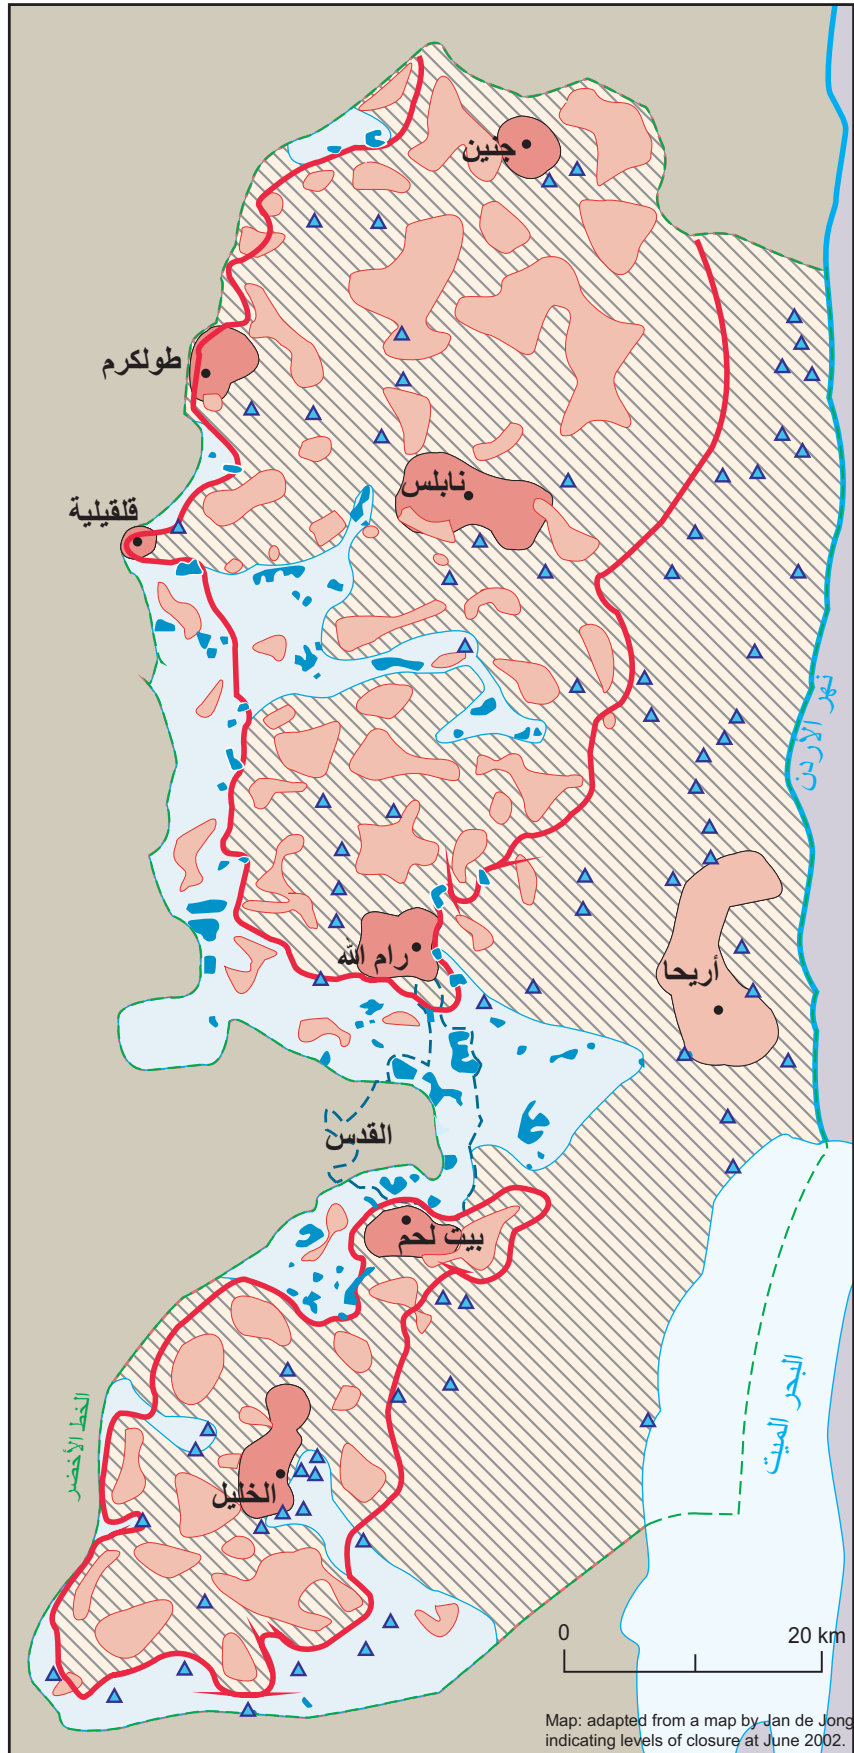 جنين
طولكرم
نابلس
قلقيلية
نهر الأردن
رام الله
أريحا
القدس
بيت لحم
البحر الميت
الخط الأخضر
الخليل
0 20 km
Map: adapted from a map by Jan de Jong
indicating levels of closure at June 2002.